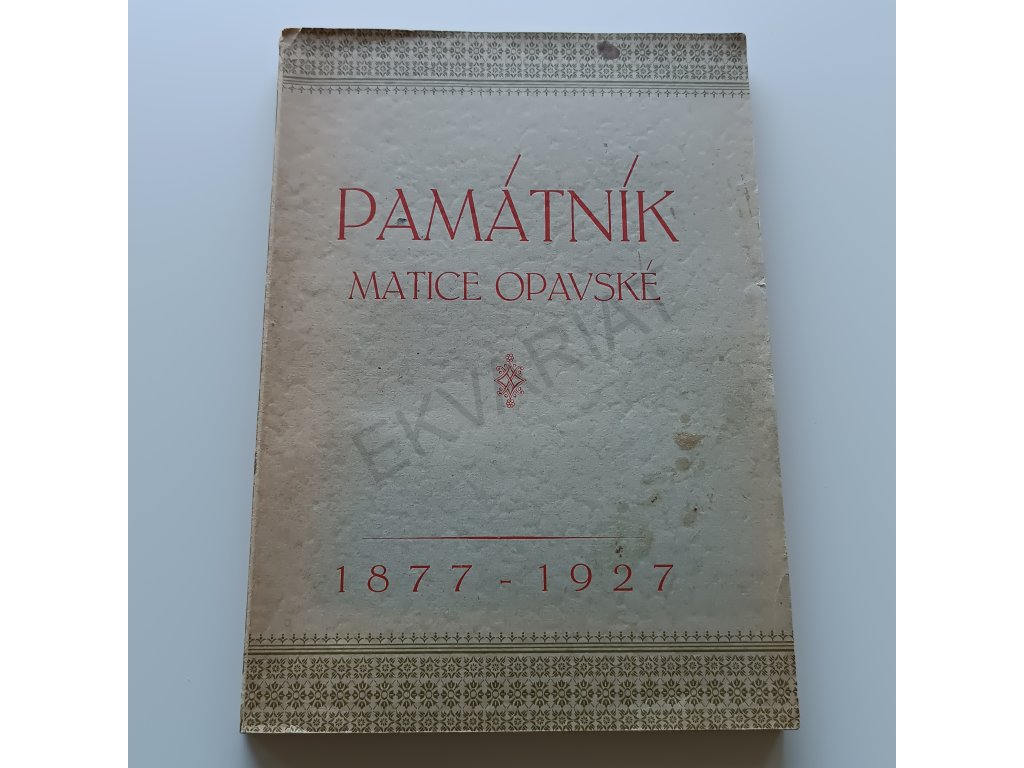 PAMÁTNÍK
MATICE OPAVSKÉ
EKVARIAT
1877 - 1927